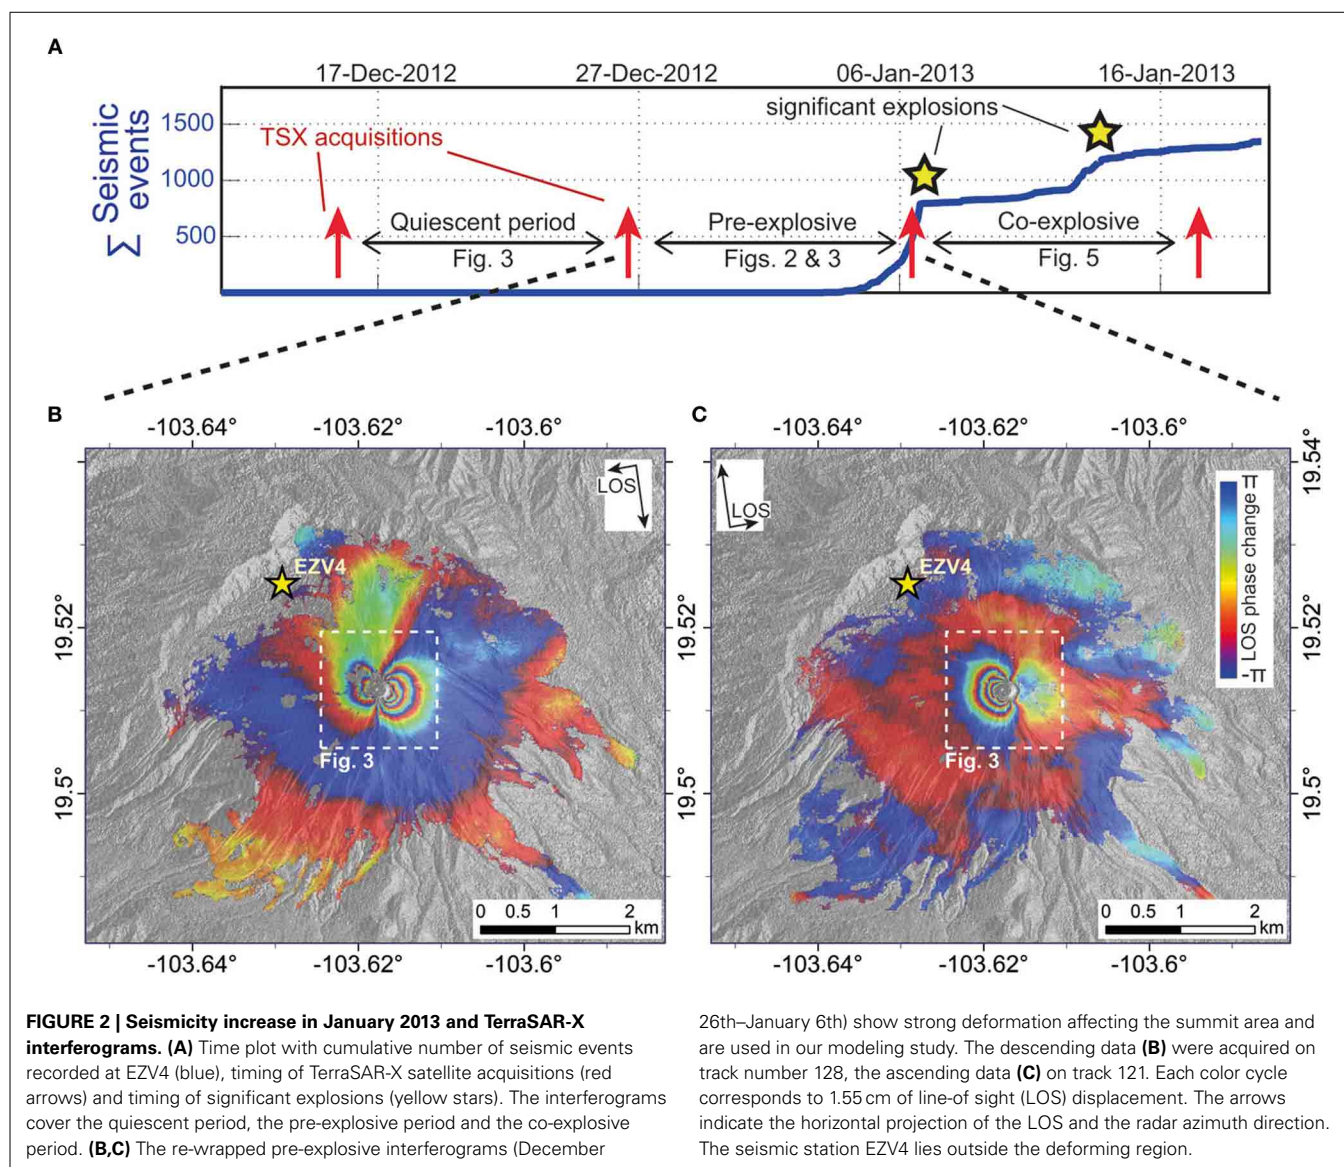 A
17-Dec-2012 27-Dec-2012 06-Jan-2013 16-Jan-2013
Σ Seismic events
1500
1000
500
TSX acquisitions
significant explosions
Quiescent period Pre-explosive Co-explosive
Fig. 3 Figs. 2 & 3 Fig. 5
B
-103.64° -103.62° -103.6°
LOS
EZV4
Fig. 3
19.52°
19.5°
0 0.5 1 2
km
-103.64° -103.62° -103.6°
C
-103.64° -103.62° -103.6°
LOS
EZV4
Fig. 3
π
LOS phase change
-π
19.54°
19.52°
19.5°
0 0.5 1 2
km
-103.64° -103.62° -103.6°
FIGURE 2 | Seismicity increase in January 2013 and TerraSAR-X
interferograms. (A) Time plot with cumulative number of seismic events
recorded at EZV4 (blue), timing of TerraSAR-X satellite acquisitions (red
arrows) and timing of significant explosions (yellow stars). The interferograms
cover the quiescent period, the pre-explosive period and the co-explosive
period. (B,C) The re-wrapped pre-explosive interferograms (December
26th–January 6th) show strong deformation affecting the summit area and
are used in our modeling study. The descending data (B) were acquired on
track number 128, the ascending data (C) on track 121. Each color cycle
corresponds to 1.55 cm of line-of sight (LOS) displacement. The arrows
indicate the horizontal projection of the LOS and the radar azimuth direction.
The seismic station EZV4 lies outside the deforming region.